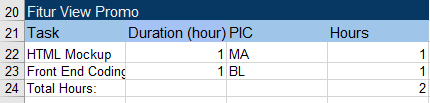 20 Fitur View Promo
21 Task Duration (hour) PIC Hours
22 HTML Mockup 1 MA 1
23 Front End Coding 1 BL 1
24 Total Hours: 2